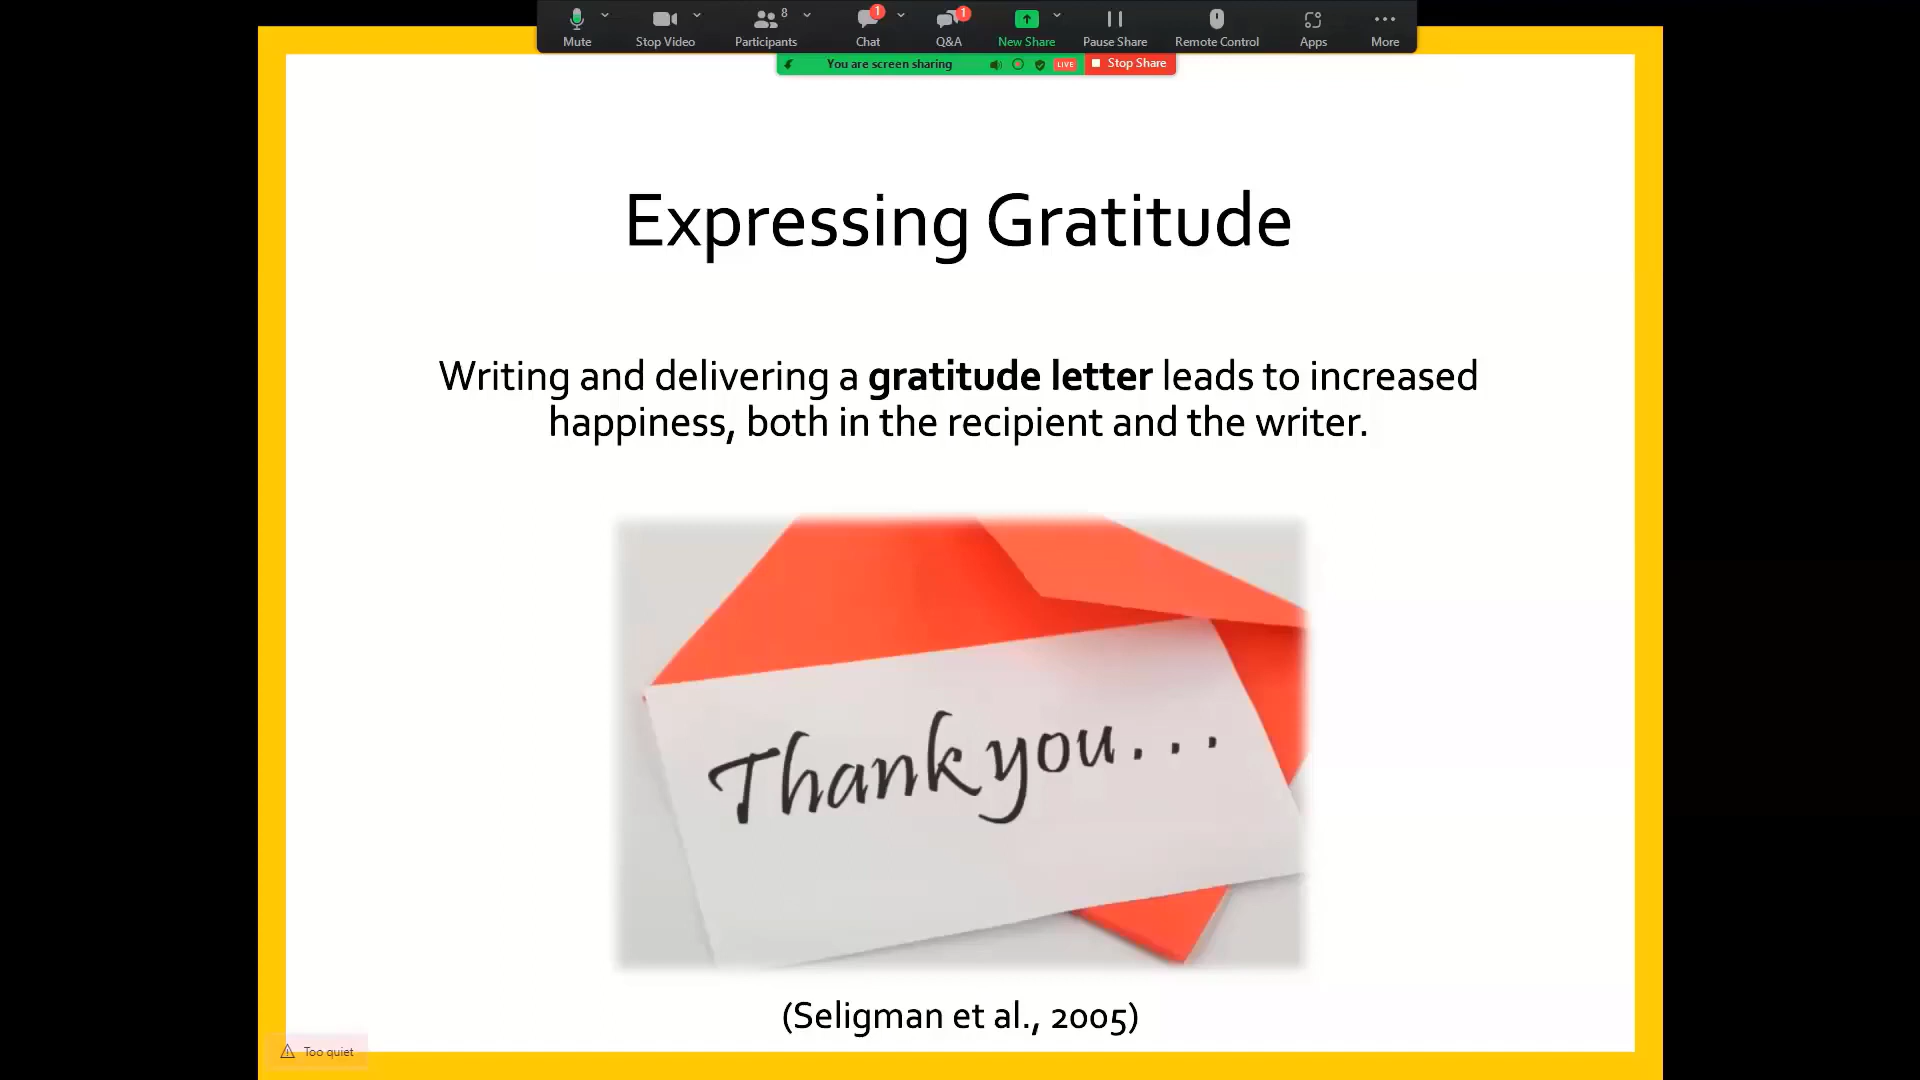 8
1
1
Mute
Stop Video
Participants
Chat
Q&A
New Share
Pause Share
Remote Control
Apps
More
You are screen sharing
LIVE
Stop Share
Expressing Gratitude
Writing and delivering a gratitude letter leads to increased
happiness, both in the recipient and the writer.
Thank you...
(Seligman et al., 2005)
Too quiet